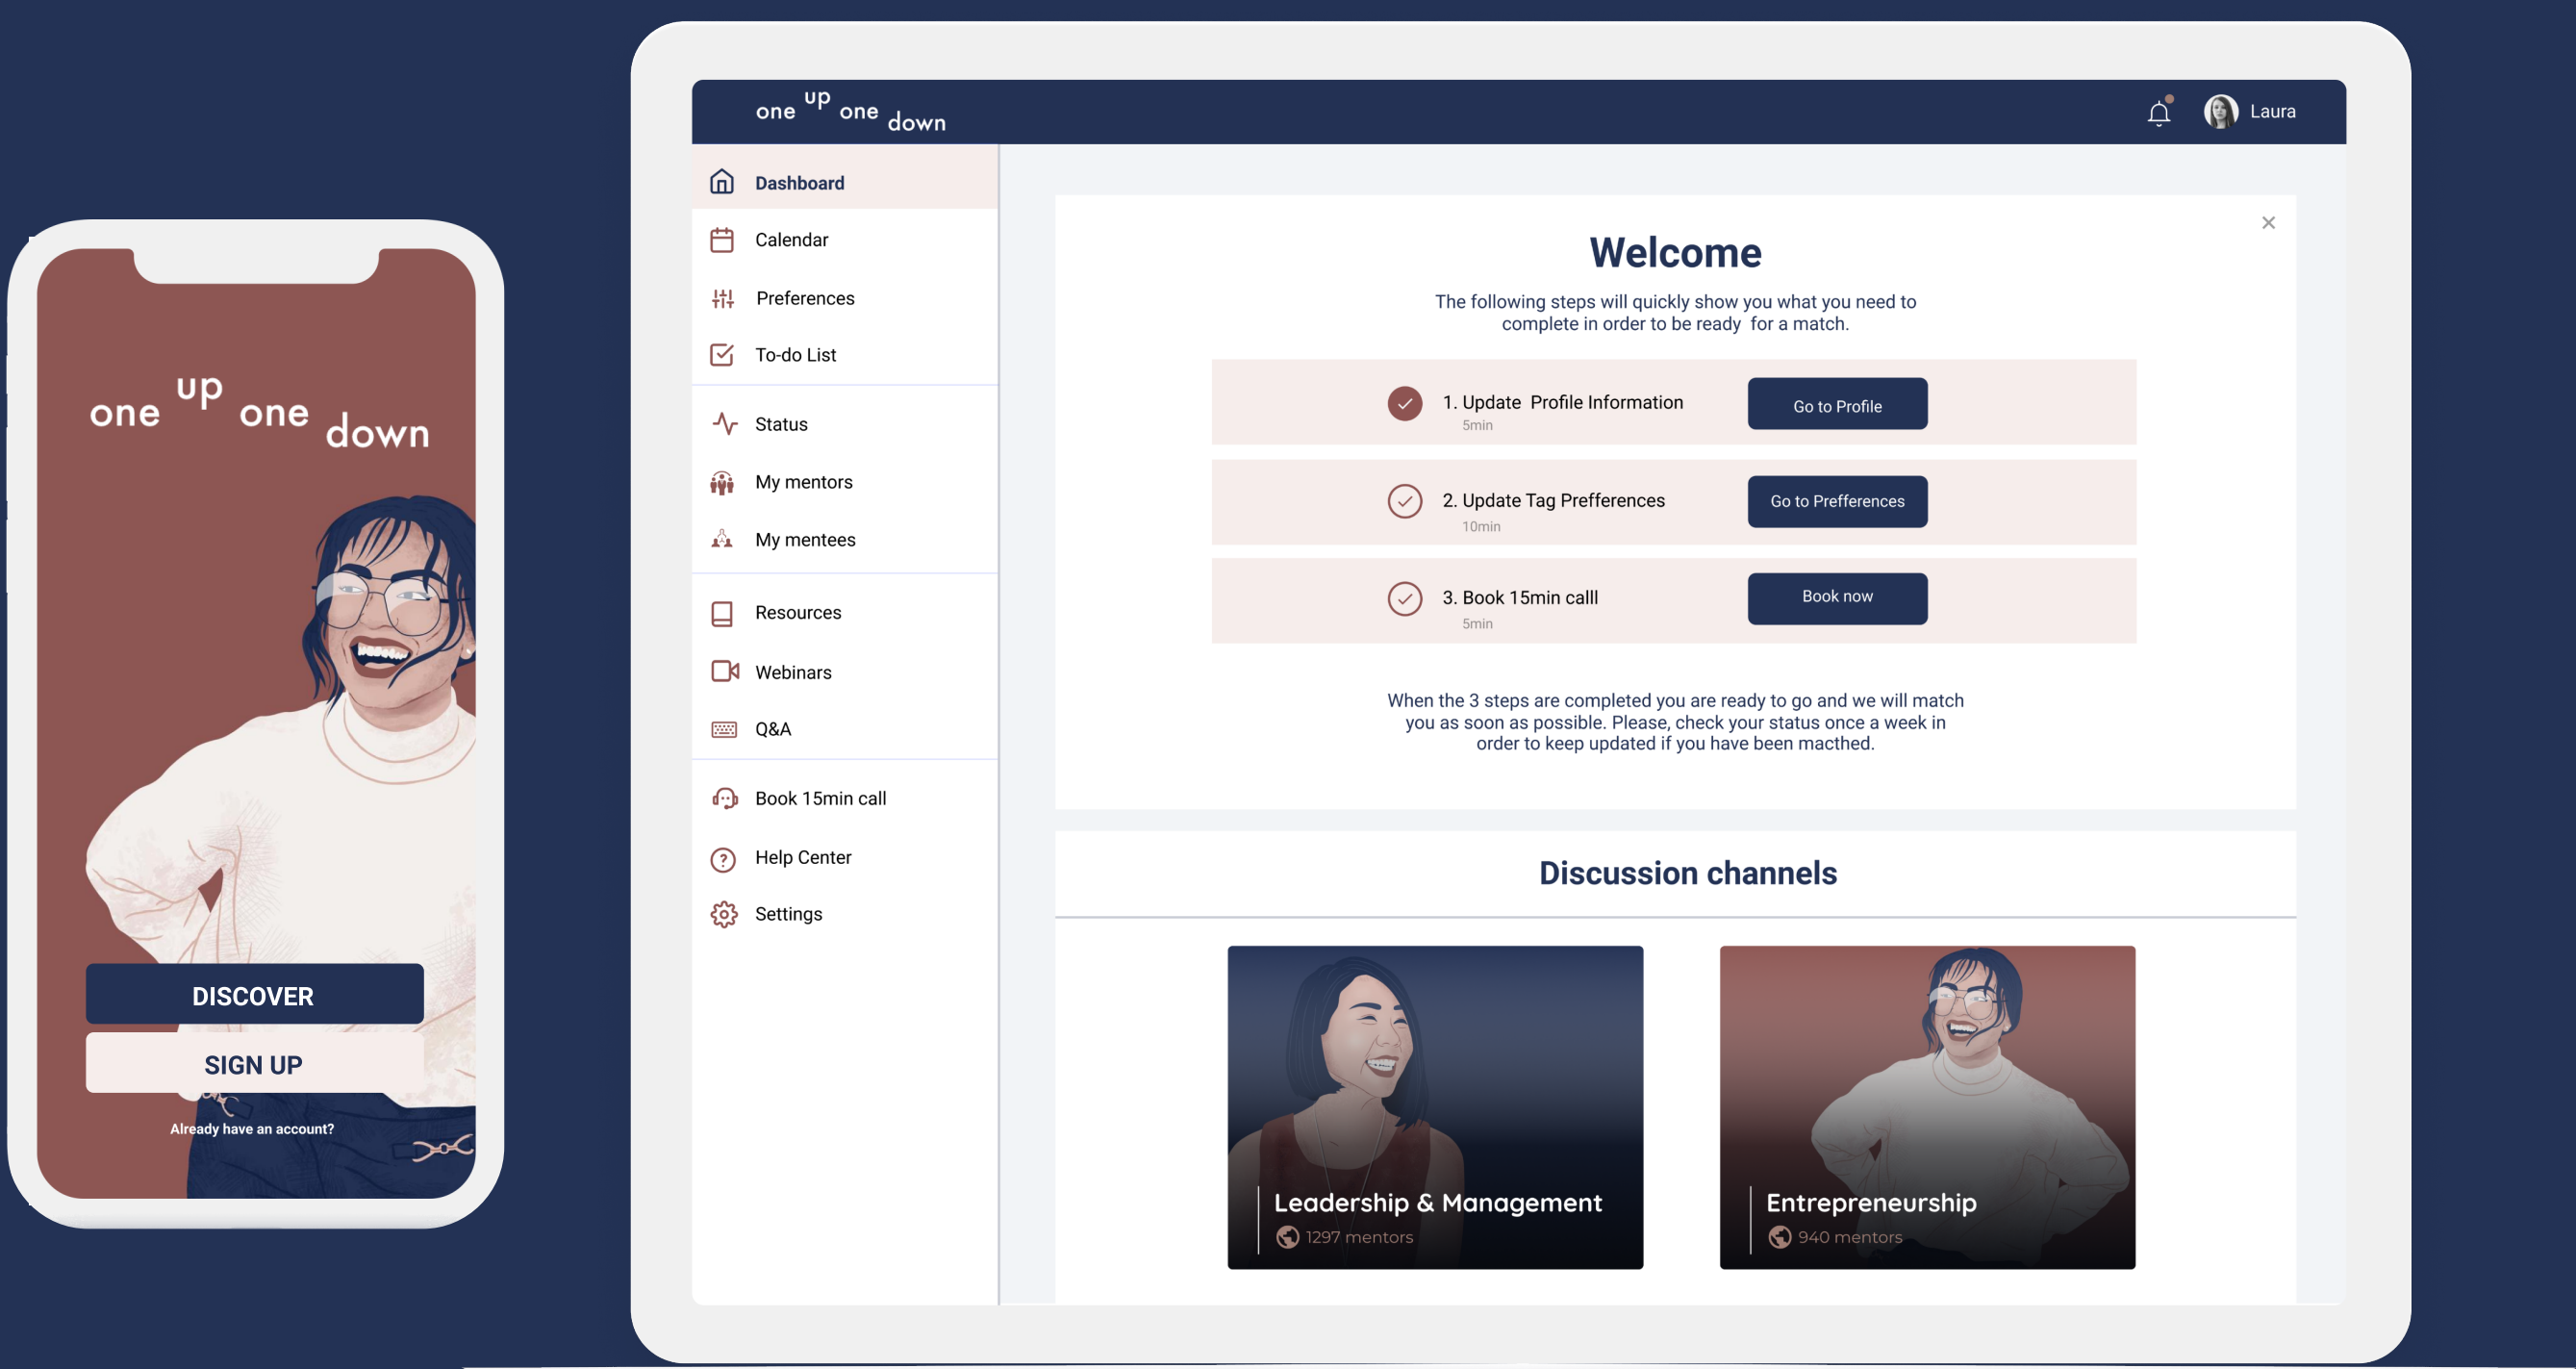 one up one down
DISCOVER
SIGN UP
Already have an account?
one up one down
Laura
Dashboard
Calendar
Preferences
To-do List
Status
My mentors
My mentees
Resources
Webinars
Q&A
Book 15min call
Help Center
Settings
Welcome
The following steps will quickly show you what you need to
complete in order to be ready for a match.
1. Update Profile Information
5min
Go to Profile
2. Update Tag Prefferences
10min
Go to Prefferences
3. Book 15min calll
5min
Book now
When the 3 steps are completed you are ready to go and we will match
you as soon as possible. Please, check your status once a week in
order to keep updated if you have been macthed.
Discussion channels
Leadership & Management
1297 mentors
Entrepreneurship
940 mentors